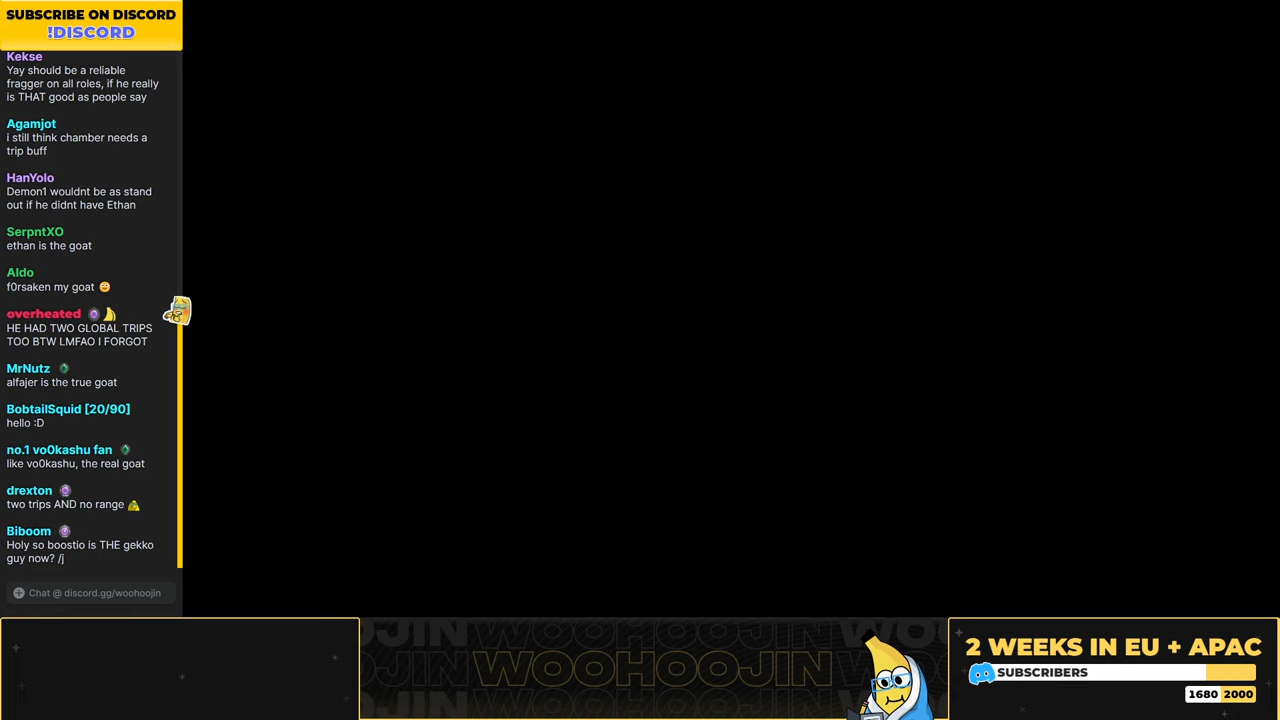 SUBSCRIBE ON DISCORD
!DISCORD
Kekse
Yay should be a reliable
fragger on all roles, if he really
is THAT good as people say
Agamjot
i still think chamber needs a
trip buff
HanYolo
Demon1 wouldnt be as stand
out if he didnt have Ethan
SerpntXO
ethan is the goat
Aldo
f0rsaken my goat
overheated
HE HAD TWO GLOBAL TRIPS
TOO BTW LMFAO I FORGOT
MrNutz
alfajer is the true goat
BobtailSquid [20/90]
hello :D
no.1 vo0kashu fan
like vo0kashu, the real goat
drexton
two trips AND no range
Biboom
Holy so boostio is THE gekko
guy now? /j
Chat @ discord.gg/woohoojin
OJIN WOOHOOJIN WO
HOOJIN WOOHOOJIN
2 WEEKS IN EU + APAC
SUBSCRIBERS
1680 2000